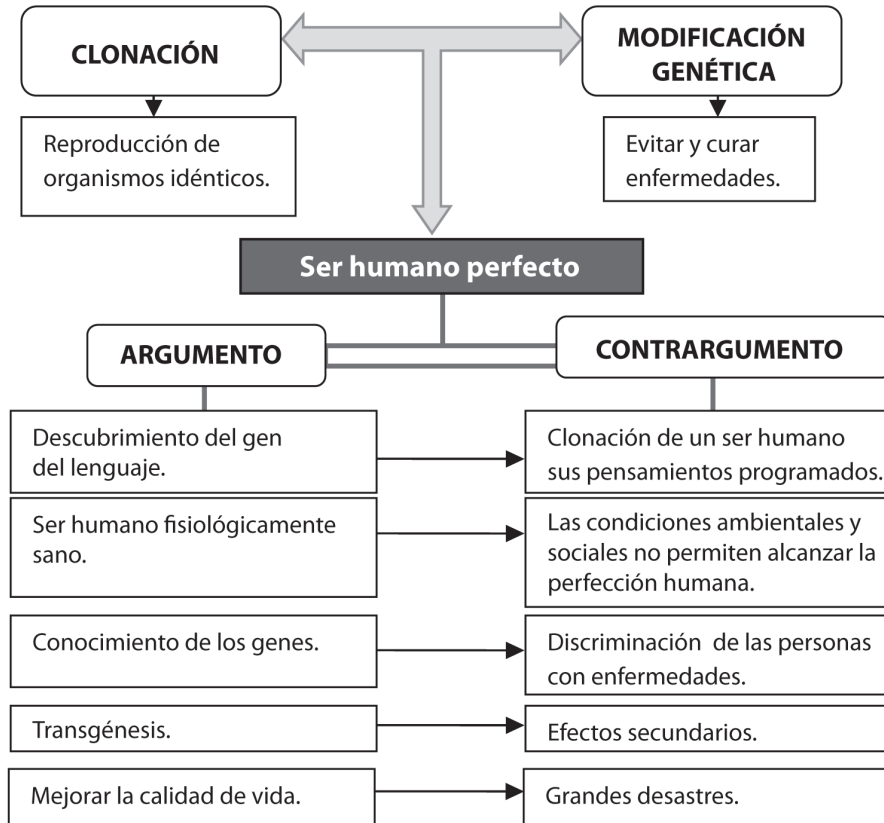 CLONACIÓN
MODIFICACIÓN
GENÉTICA
Reproducción de
organismos idénticos.
Evitar y curar
enfermedades.
Ser humano perfecto
ARGUMENTO
CONTRARGUMENTO
Descubrimiento del gen
del lenguaje.
Clonación de un ser humano
sus pensamientos programados.
Ser humano fisiológicamente
sano.
Las condiciones ambientales y
sociales no permiten alcanzar la
perfección humana.
Conocimiento de los genes.
Discriminación de las personas
con enfermedades.
Transgénesis.
Efectos secundarios.
Mejorar la calidad de vida.
Grandes desastres.